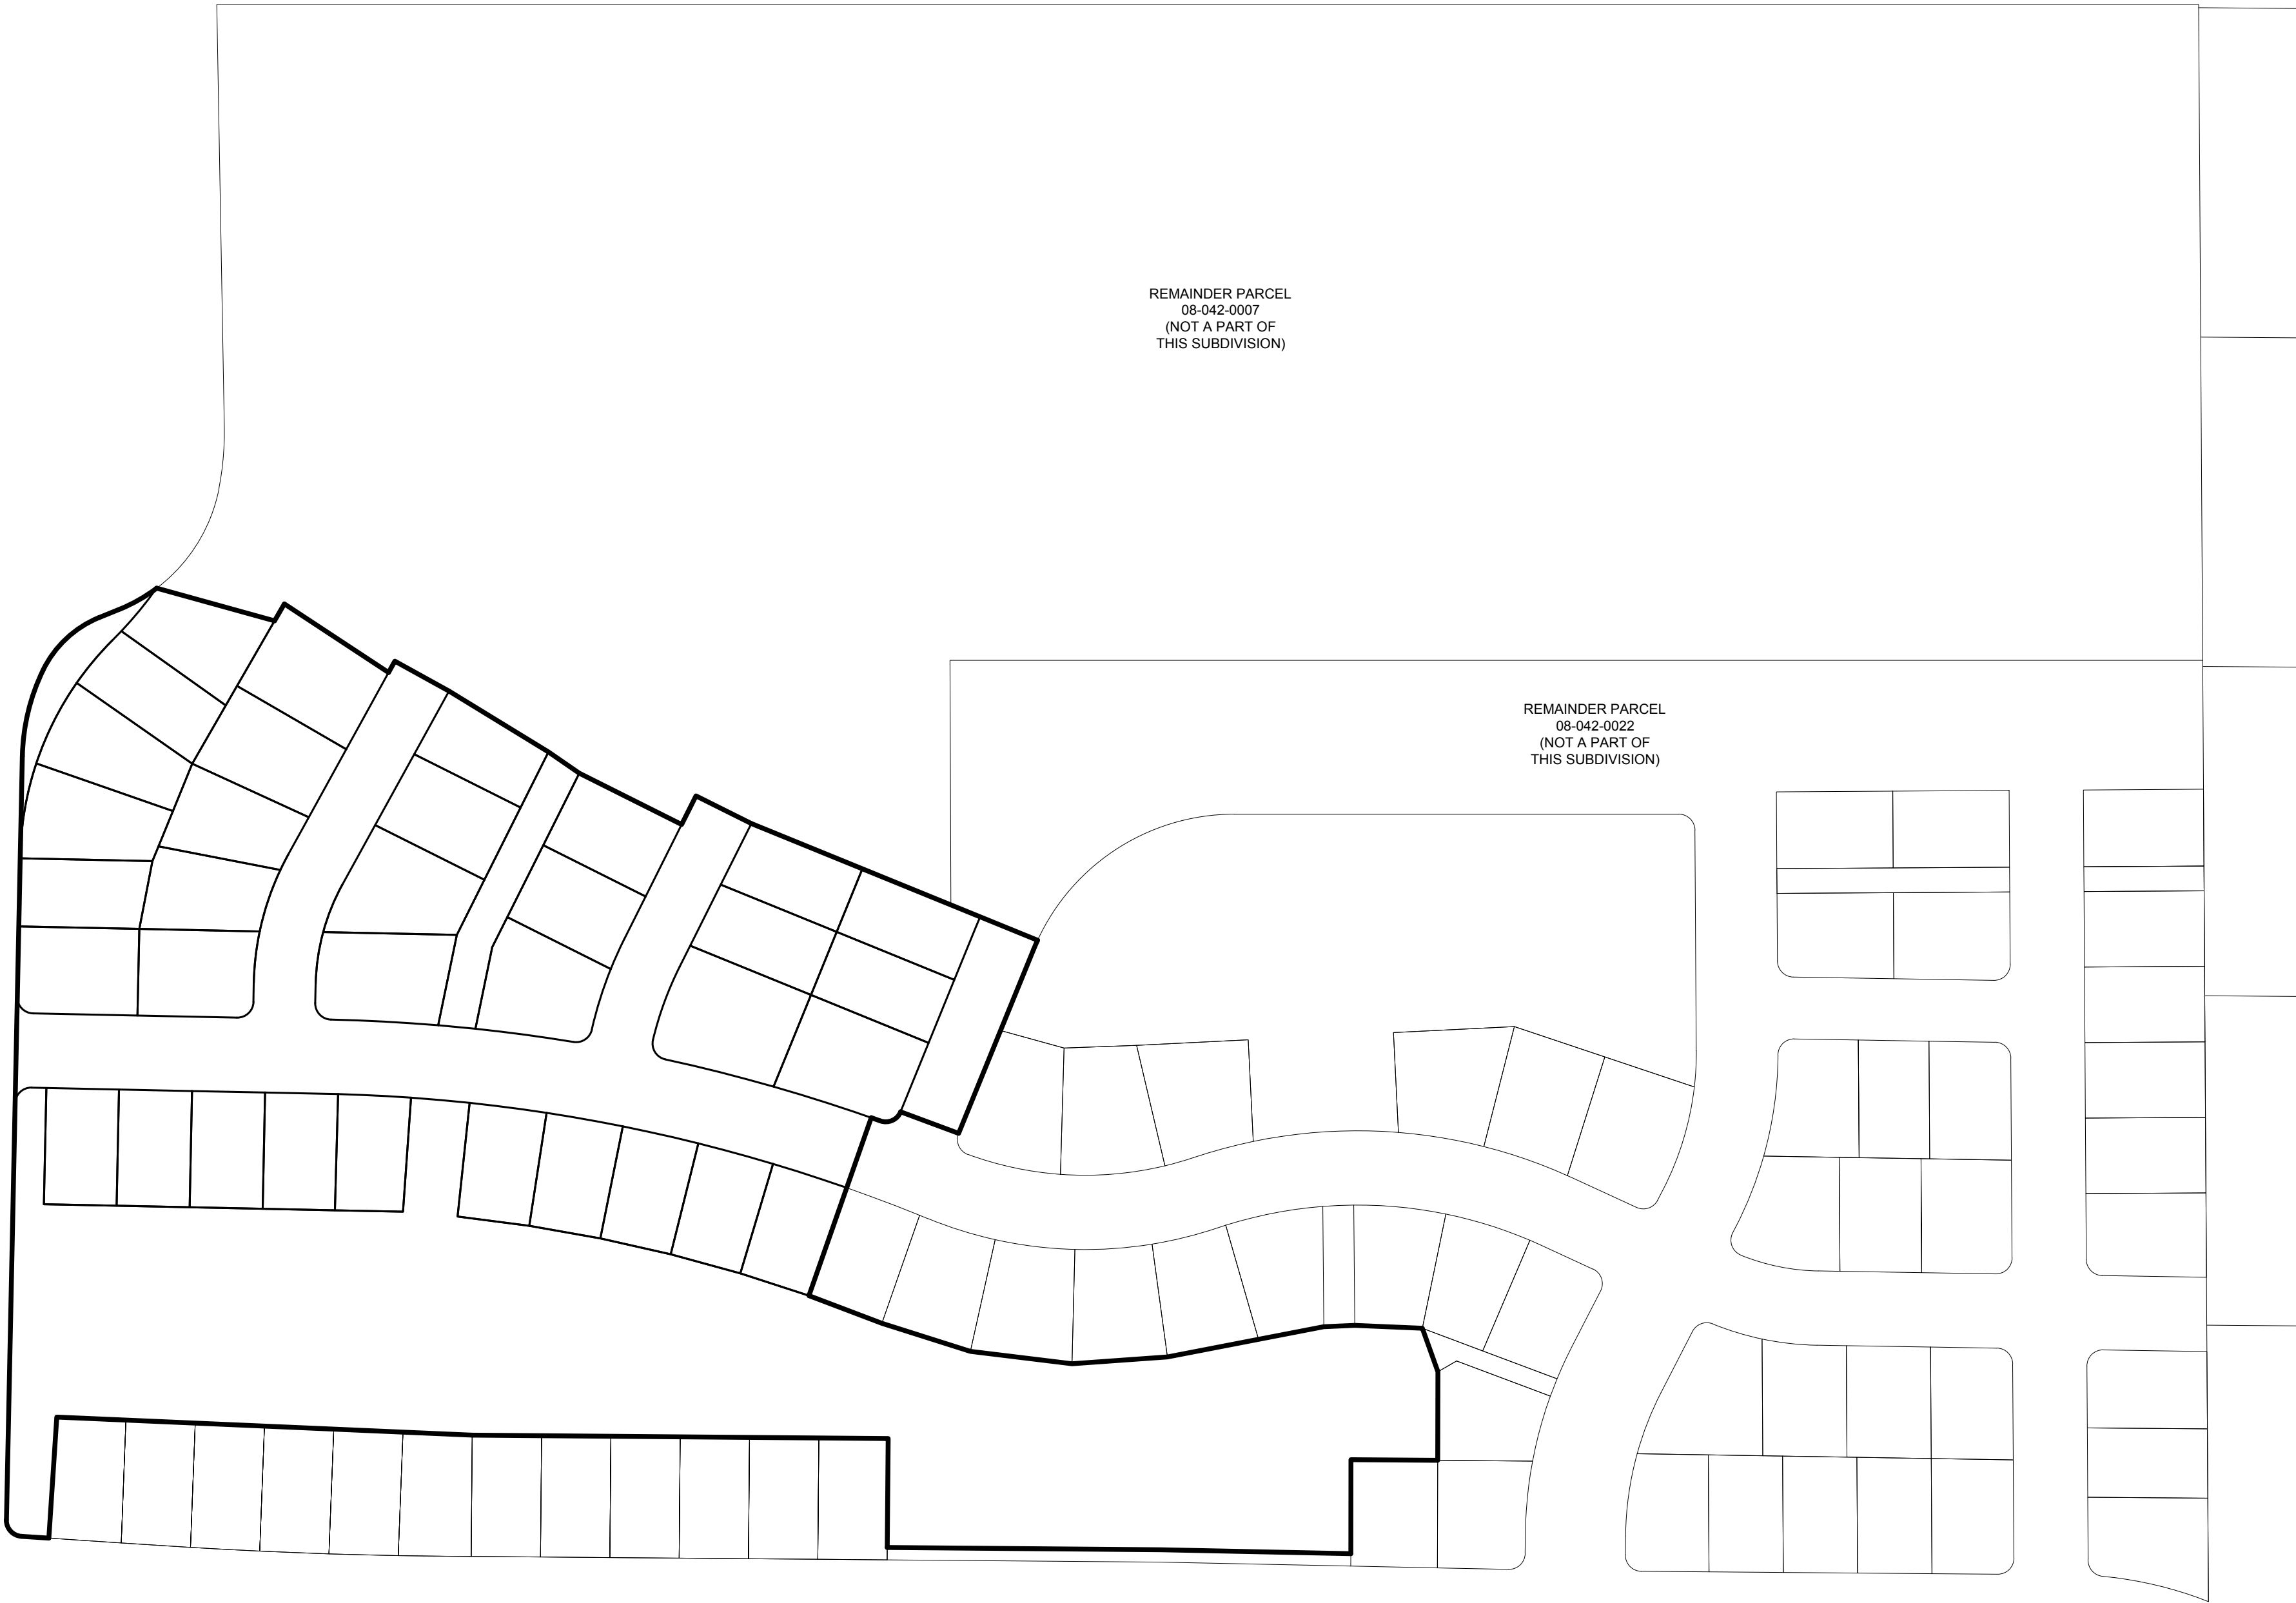 REMAINDER PARCEL
08-042-0007
(NOT A PART OF
THIS SUBDIVISION)
REMAINDER PARCEL
08-042-0022
(NOT A PART OF
THIS SUBDIVISION)